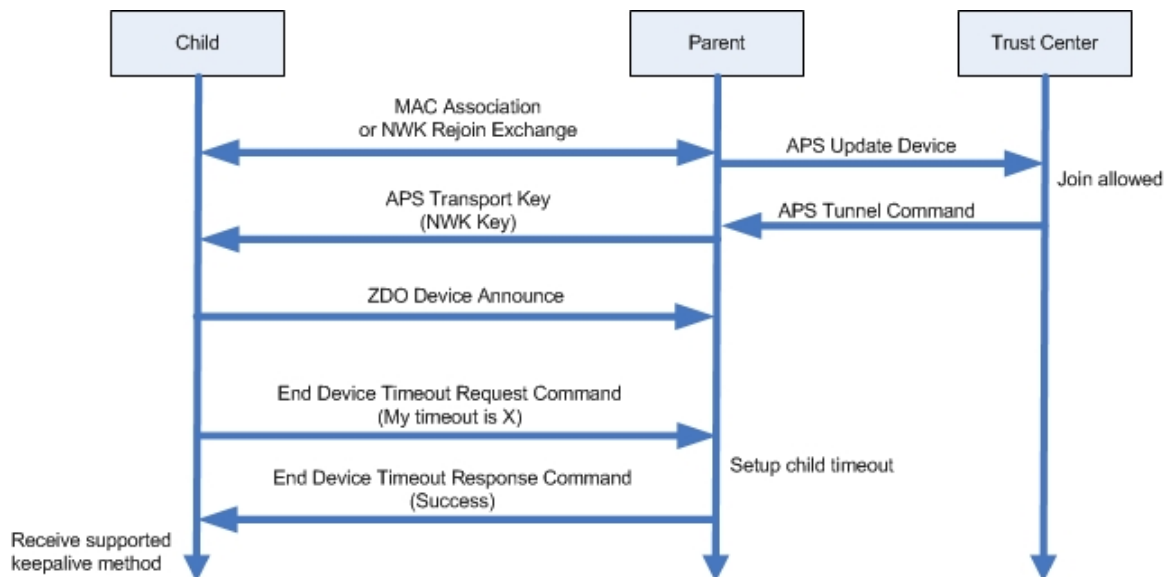 Child
Parent
Trust Center
MAC Association
or NWK Rejoin Exchange
APS Update Device
Join allowed
APS Transport Key
(NWK Key)
APS Tunnel Command
ZDO Device Announce
End Device Timeout Request Command
(My timeout is X)
Setup child timeout
End Device Timeout Response Command
(Success)
Receive supported
keepalive method